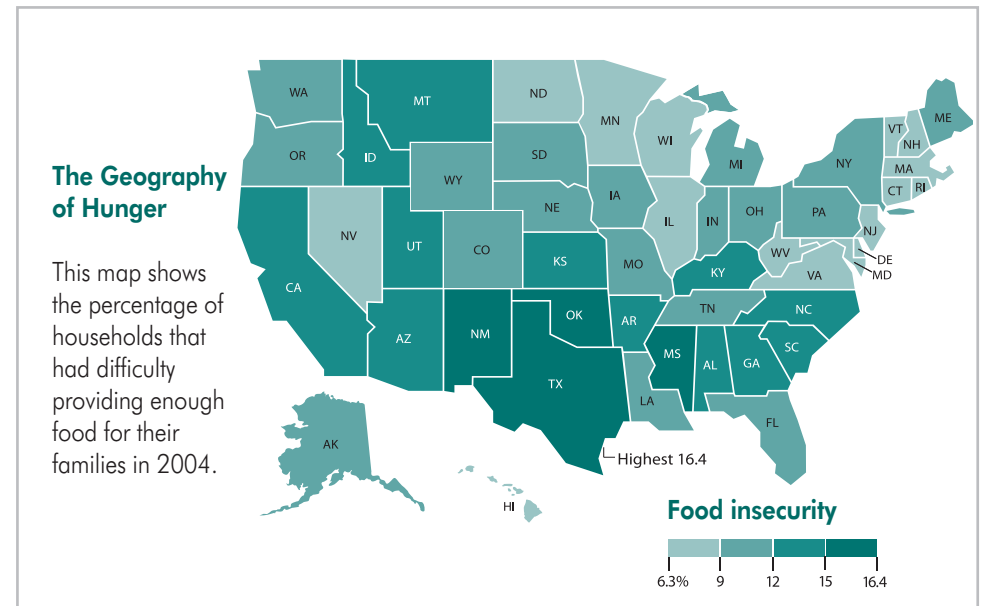 The Geography
of Hunger
This map shows
the percentage of
households that
had difficulty
providing enough
food for their
families in 2004.
WA
MT
ND
MN
WI
MI
NY
VT
NH
ME
OR
ID
WY
SD
IA
MA
CT
RI
NV
UT
CO
NE
IL
IN
OH
PA
NJ
CA
KS
MO
KY
WV
VA
DE
MD
AZ
NM
OK
AR
TN
NC
TX
MS
AL
GA
SC
LA
FL
AK
HI
Highest 16.4
Food insecurity
6.3% 9 12 15 16.4